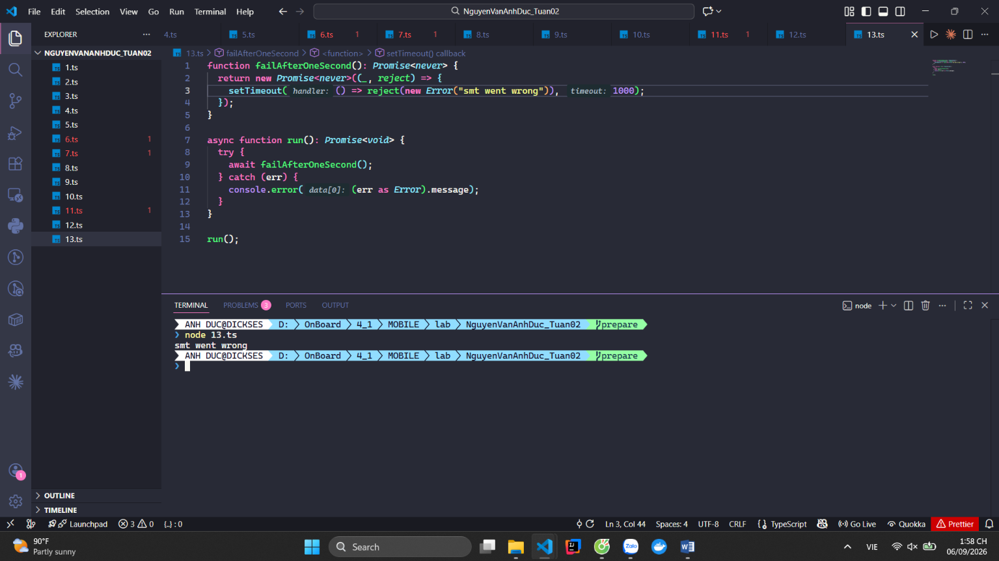 File Edit Selection View Go Run Terminal Help NguyenVanAnhDuc_Tuan02
EXPLORER
4.ts 5.ts 6.ts 1 7.ts 1 8.ts 9.ts 10.ts 11.ts 1 12.ts 13.ts
NGUYENVANANHDUC_TUAN02
1.ts
2.ts
3.ts
4.ts
5.ts
6.ts 1
7.ts 1
8.ts
9.ts
10.ts
11.ts 1
12.ts
13.ts
OUTLINE
TIMELINE
13.ts > failAfterOneSecond > <function> > setTimeout() callback
1 function failAfterOneSecond(): Promise<never> {
2 return new Promise<never>((_, reject) => {
3 setTimeout( handler: () => reject(new Error("smt went wrong")), timeout: 1000);
4 });
5 }
6
7 async function run(): Promise<void> {
8 try {
9 await failAfterOneSecond();
10 } catch (err) {
11 console.error( data[0]: (err as Error).message);
12 }
13 }
14
15 run();
TERMINAL PROBLEMS 3 PORTS OUTPUT node
ANH DUC@DICKSES D: OnBoard 4_1 MOBILE lab NguyenVanAnhDuc_Tuan02 prepare
❯ node 13.ts
smt went wrong
ANH DUC@DICKSES D: OnBoard 4_1 MOBILE lab NguyenVanAnhDuc_Tuan02 prepare
❯
1
Launchpad 3 0 {..} : 0 Ln 3, Col 44 Spaces: 4 UTF-8 CRLF TypeScript Go Live Quokka Prettier
90°F
Partly sunny
Search
VIE
1:58 CH
06/09/2026